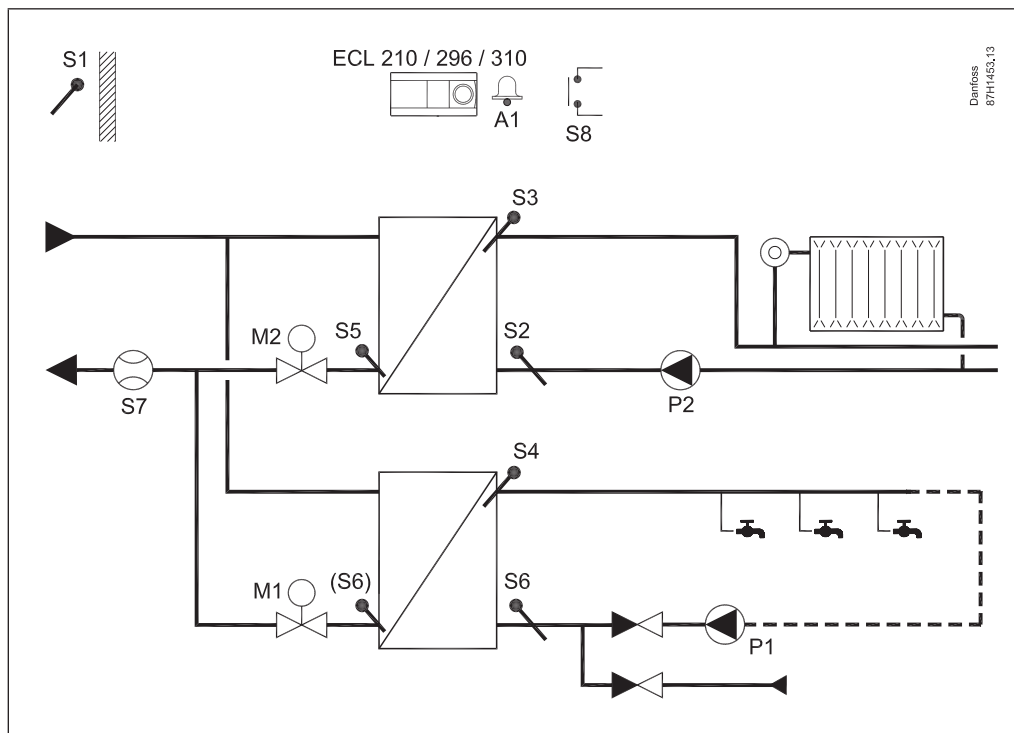 S1
ECL 210 / 296 / 310
A1
S8
Danfoss
87H1453.13
S3
M2
S5
S2
S7
P2
S4
M1
(S6)
S6
P1